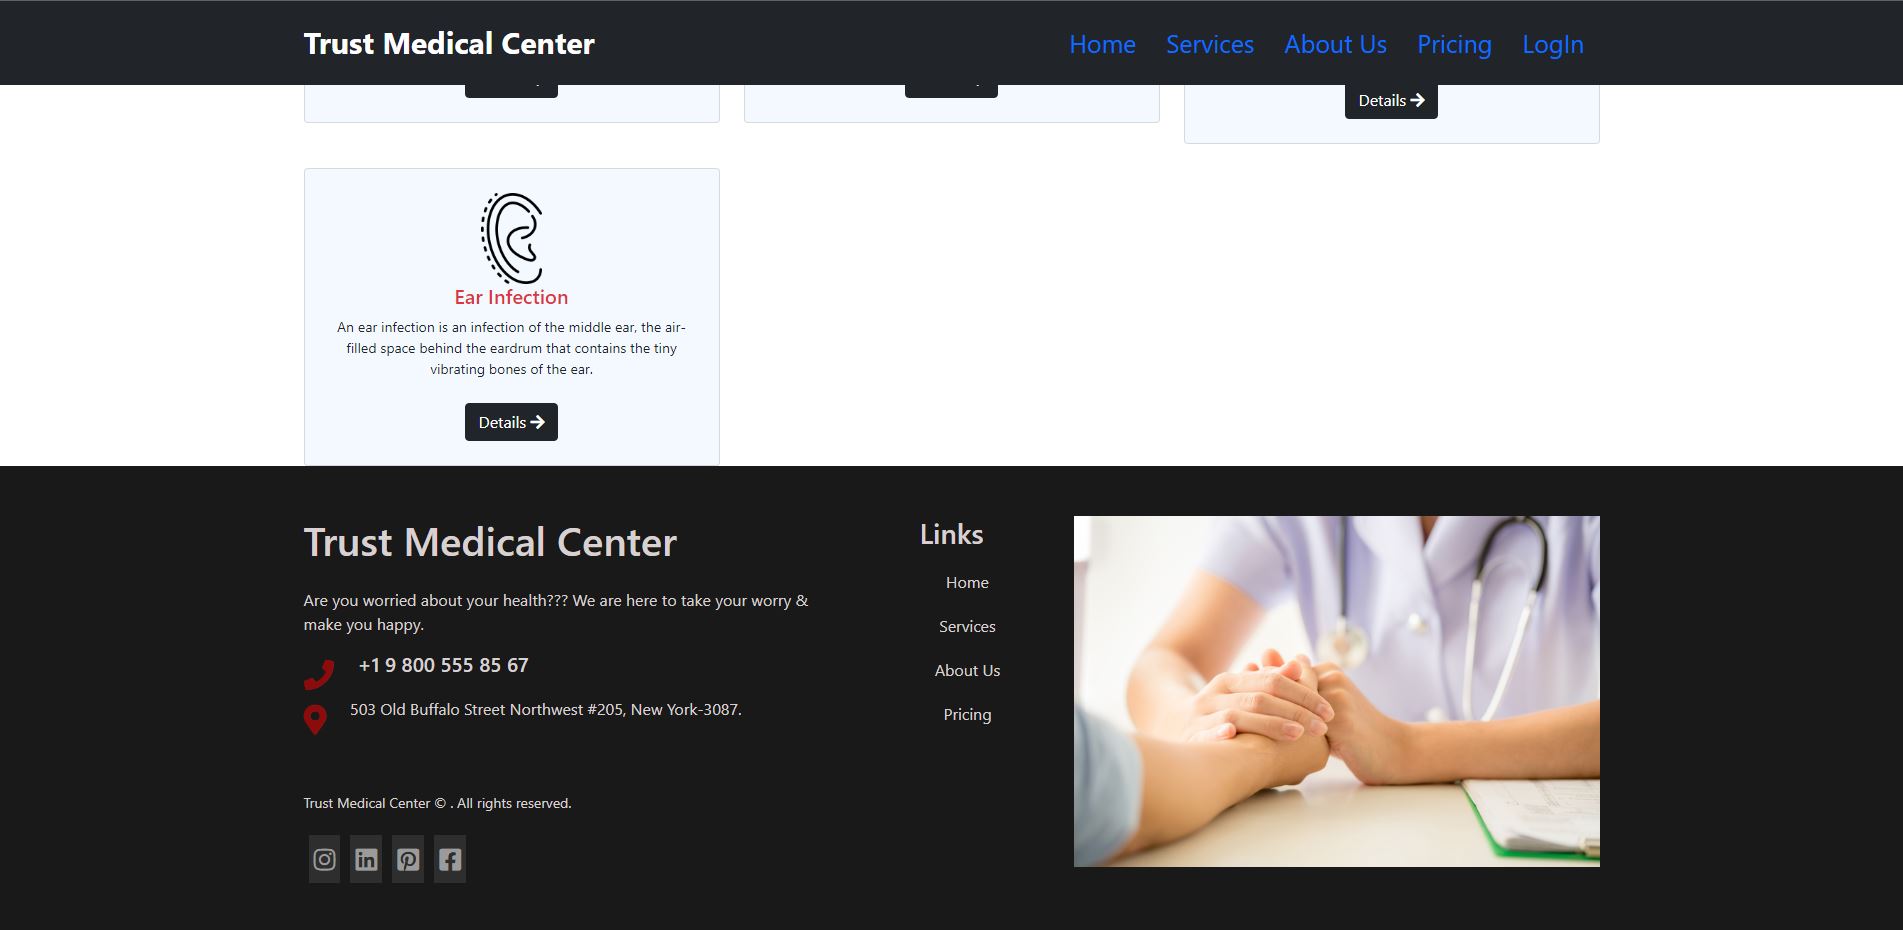 Trust Medical Center
Home Services About Us Pricing LogIn
Details
Ear Infection
An ear infection is an infection of the middle ear, the air-
filled space behind the eardrum that contains the tiny
vibrating bones of the ear.
Details
Trust Medical Center
Are you worried about your health??? We are here to take your worry &
make you happy.
+1 9 800 555 85 67
503 Old Buffalo Street Northwest #205, New York-3087.
Trust Medical Center © . All rights reserved.
Links
Home
Services
About Us
Pricing